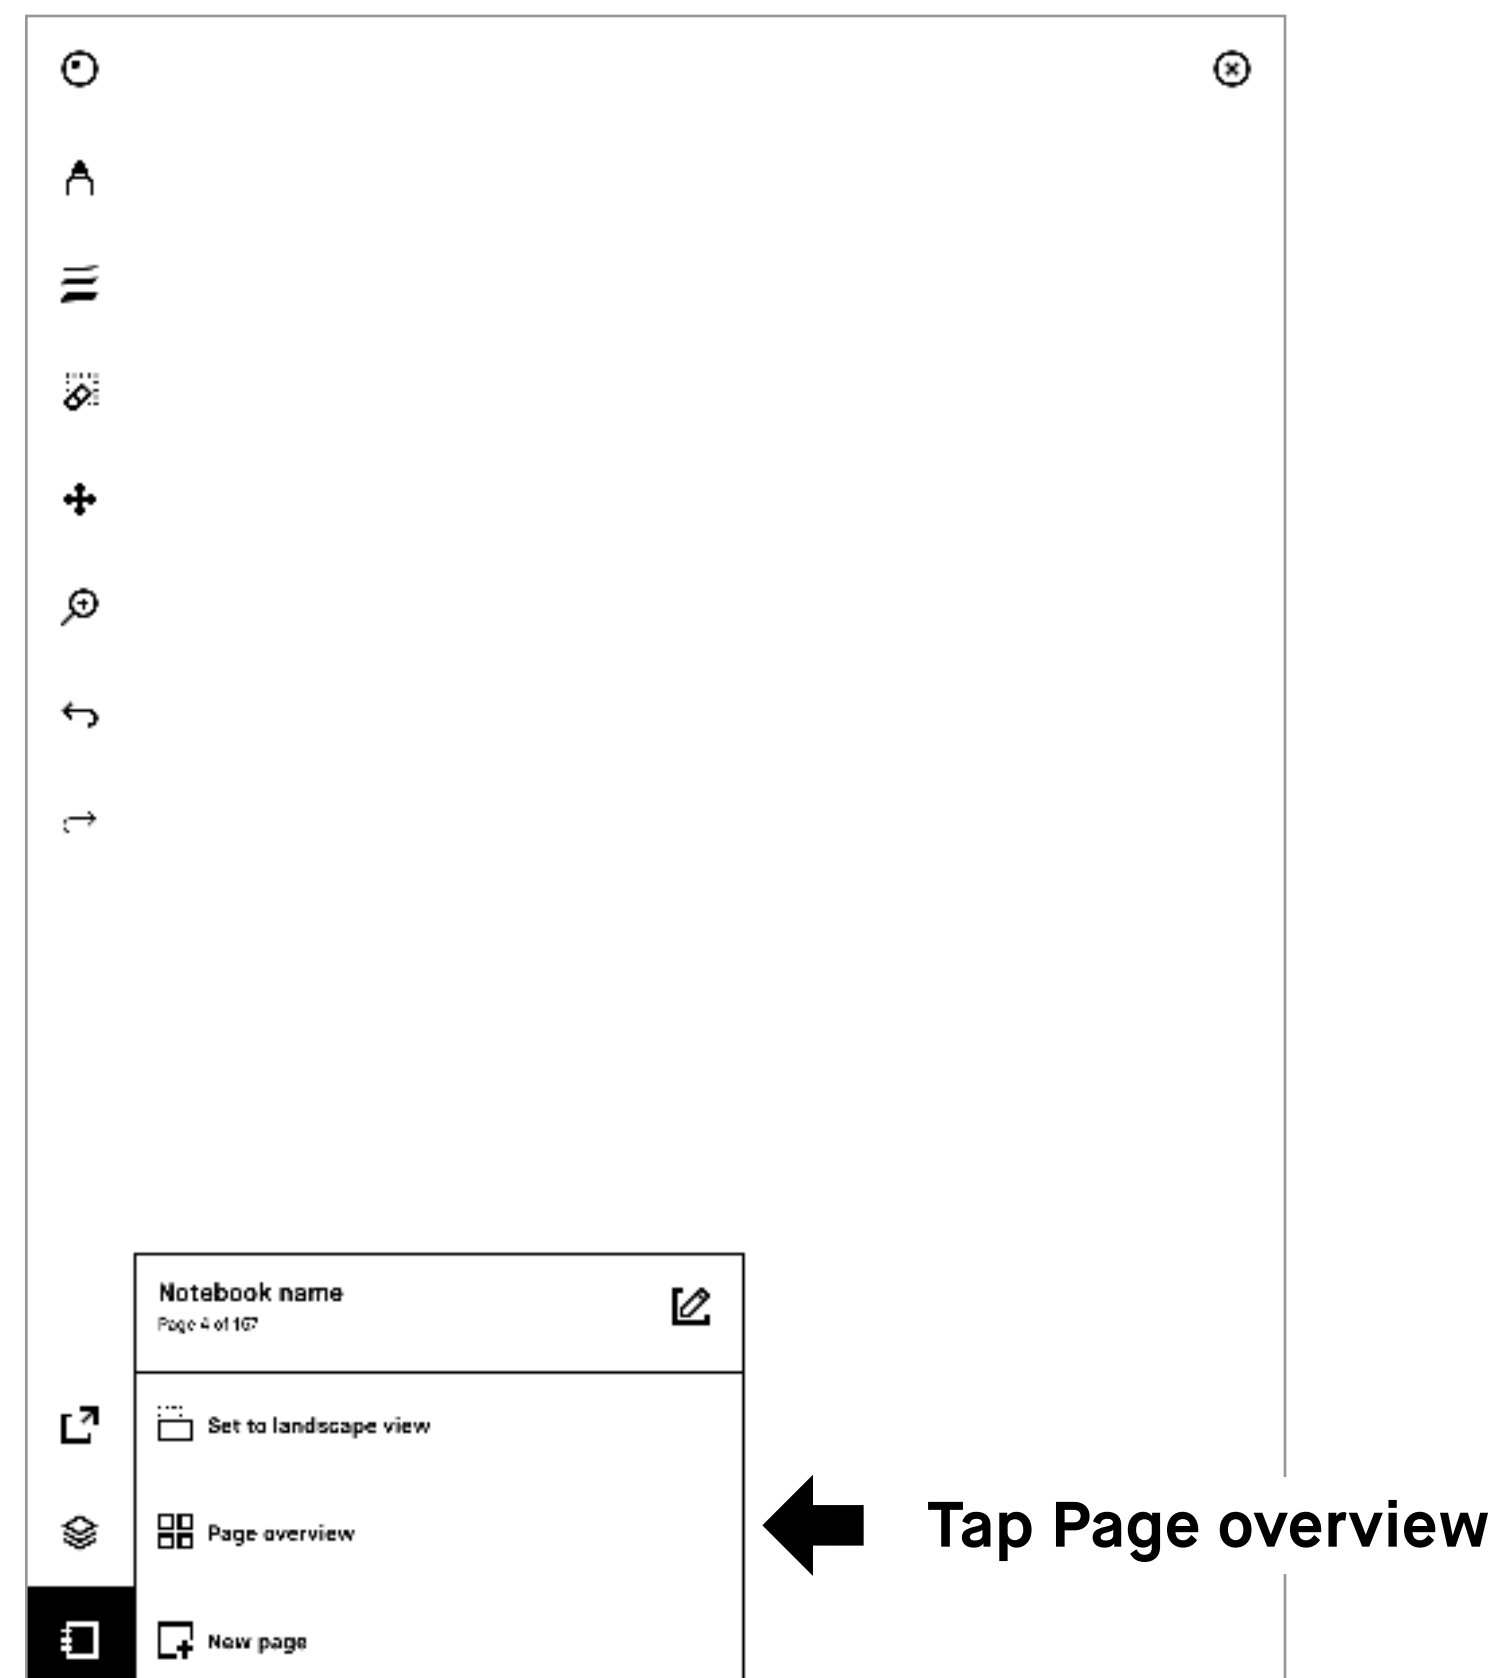 Notebook name
Page 4 of 167
Set to landscape view
Page overview
Tap Page overview
New page